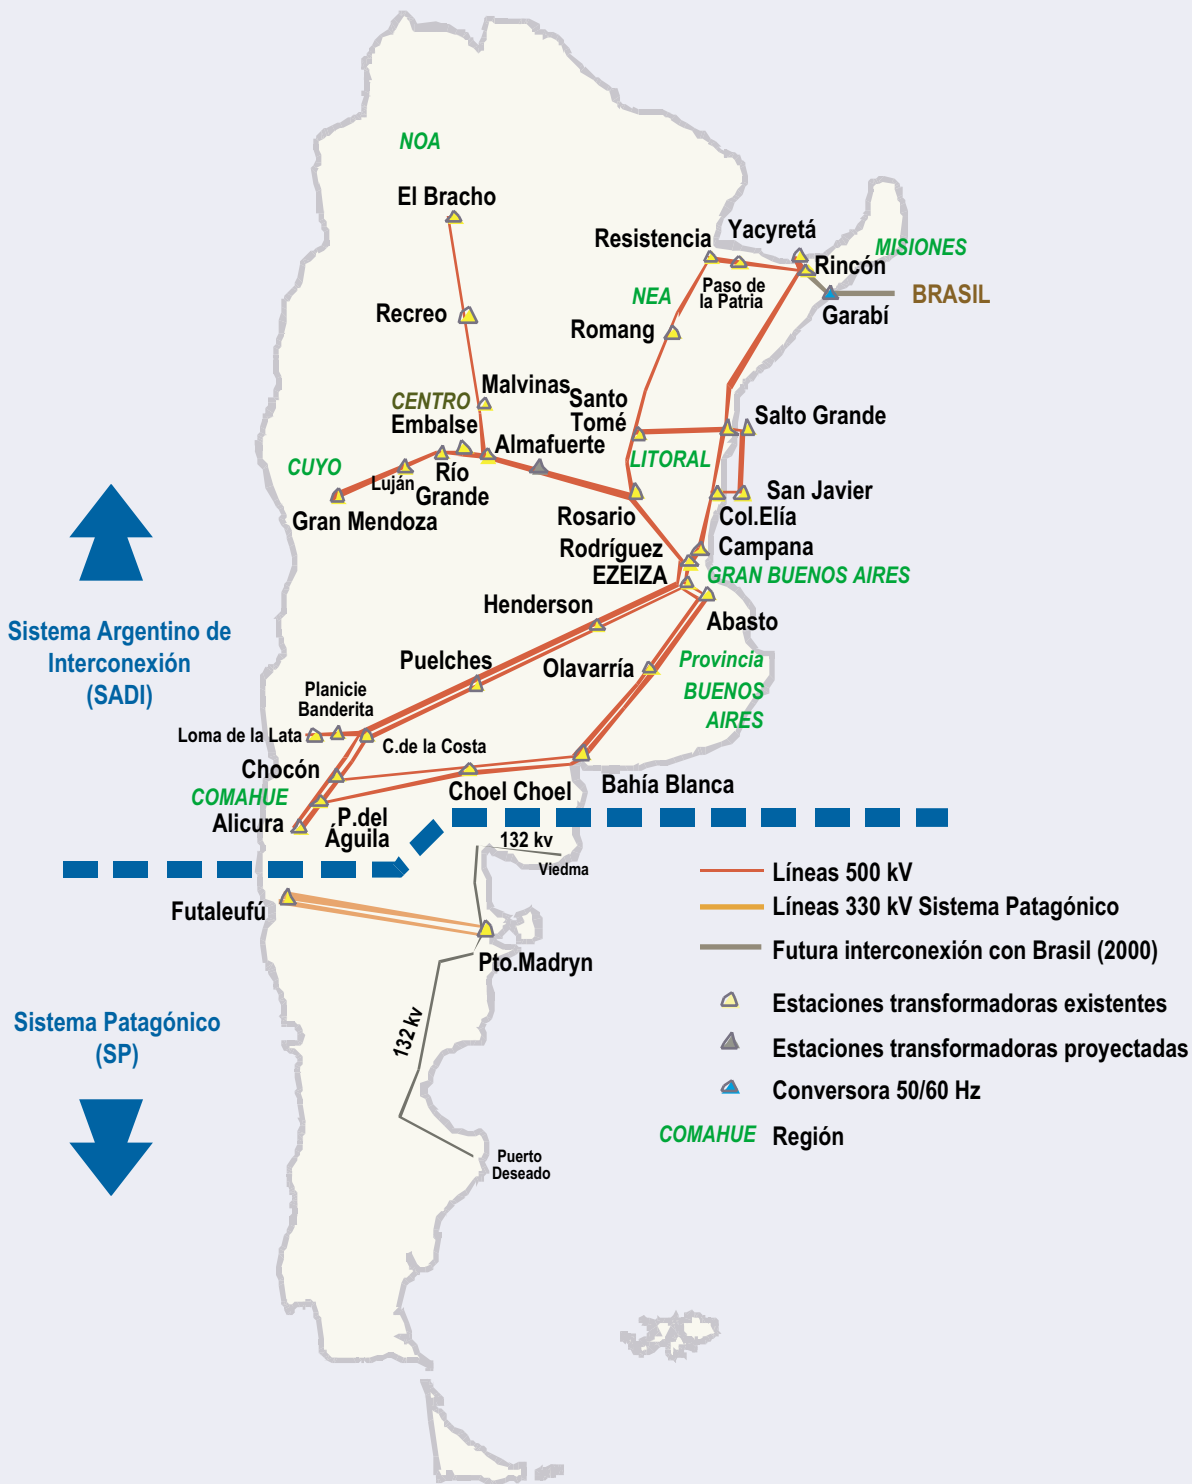 NOA
El Bracho
Yacyretá
Resistencia
MISIONES
Rincón
Paso de
la Patria
NEA
BRASIL
Garabí
Recreo
Romang
Malvinas
CENTRO
Santo
Tomé
Salto Grande
Embalse
Almafuerte
LITORAL
CUYO
Luján
Río
Grande
San Javier
Gran Mendoza
Rosario
Col.Elía
Rodríguez
Campana
EZEIZA
GRAN BUENOS AIRES
Henderson
Abasto
Sistema Argentino de
Interconexión
(SADI)
Puelches
Olavarría
Provincia
BUENOS
AIRES
Planicie
Banderita
Loma de la Lata
C.de la Costa
Chocón
COMAHUE
Choel Choel
Bahía Blanca
Alicura
P.del
Águila
132 kv
Viedma
Líneas 500 kV
Futaleufú
Líneas 330 kV Sistema Patagónico
Pto.Madryn
Futura interconexión con Brasil (2000)
Estaciones transformadoras existentes
Sistema Patagónico
(SP)
132 kv
Estaciones transformadoras proyectadas
Conversora 50/60 Hz
COMAHUE Región
Puerto
Deseado